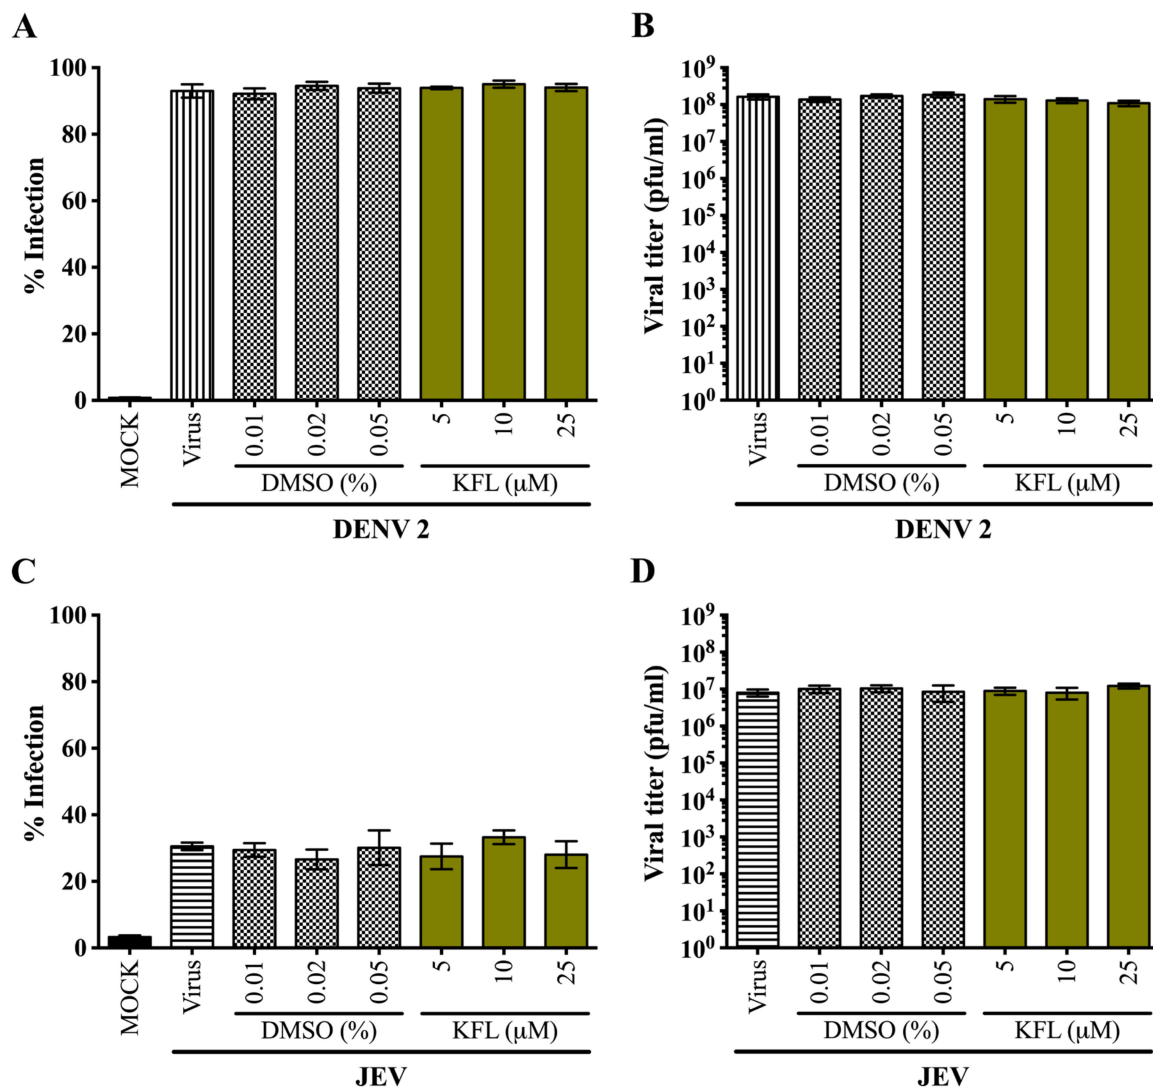 A
% Infection
100
80
60
40
20
0
MOCK
Virus
0.01
0.02
0.05
5
10
25
DMSO (%)
KFL (µM)
DENV 2
B
Viral titer (pfu/ml)
10⁹
10⁸
10⁷
10⁶
10⁵
10⁴
10³
10²
10¹
10⁰
Virus
0.01
0.02
0.05
5
10
25
DMSO (%)
KFL (µM)
DENV 2
C
% Infection
100
80
60
40
20
0
MOCK
Virus
0.01
0.02
0.05
5
10
25
DMSO (%)
KFL (µM)
JEV
D
Viral titer (pfu/ml)
10⁹
10⁸
10⁷
10⁶
10⁵
10⁴
10³
10²
10¹
10⁰
Virus
0.01
0.02
0.05
5
10
25
DMSO (%)
KFL (µM)
JEV